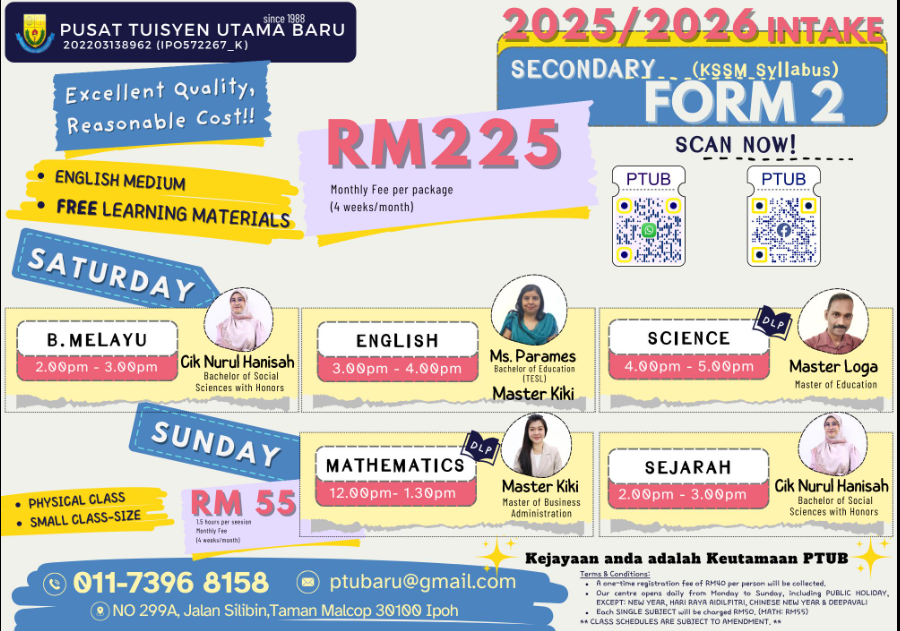 since 1988
PUSAT TUISYEN UTAMA BARU
202203138962 (IPO572267_K)
2025/2026 INTAKE
SECONDARY (KSSM Syllabus)
FORM 2
Excellent Quality,
Reasonable Cost!!
RM225
Monthly Fee per package
(4 weeks/month)
SCAN NOW!
PTUB
PTUB
• ENGLISH MEDIUM
• FREE LEARNING MATERIALS
SATURDAY
B.MELAYU
2.00pm - 3.00pm
Cik Nurul Hanisah
Bachelor of Social
Sciences with Honors
ENGLISH
3.00pm - 4.00pm
Ms. Parames
Bachelor of Education
(TESL)
Master Kiki
SCIENCE
4.00pm - 5.00pm
DLP
Master Loga
Master of Education
SUNDAY
MATHEMATICS
12.00pm- 1.30pm
DLP
Master Kiki
Master of Business
Administration
SEJARAH
2.00pm - 3.00pm
Cik Nurul Hanisah
Bachelor of Social
Sciences with Honors
• PHYSICAL CLASS
• SMALL CLASS-SIZE
RM 55
1.5 hours per session
Monthly Fee
(4 weeks/month)
Kejayaan anda adalah Keutamaan PTUB
011-7396 8158
ptubaru@gmail.com
NO 299A, Jalan Silibin,Taman Malcop 30100 Ipoh
Terms & Conditions:
• A one-time registration fee of RM40 per person will be collected.
• Our centre opens daily from Monday to Sunday, including PUBLIC HOLIDAY,
EXCEPT: NEW YEAR, HARI RAYA AIDILFITRI, CHINESE NEW YEAR & DEEPAVALI
• Each SINGLE SUBJECT will be charged RM50. (MATH: RM55)
** CLASS SCHEDULES ARE SUBJECT TO AMENDMENT. **